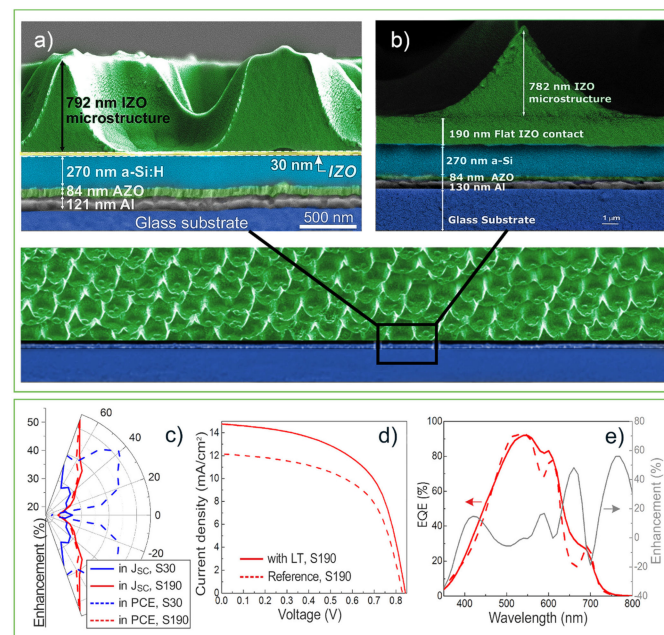 a)
792 nm IZO
microstructure
30 nm
IZO
270 nm a-Si:H
84 nm AZO
121 nm Al
Glass substrate
500 nm
b)
782 nm IZO
microstructure
190 nm Flat IZO contact
270 nm a-Si
84 nm AZO
130 nm Al
Glass Substrate
1 µm
c)
Enhancement (%)
50
40
30
20
60
40
20
0
-20
in JSC, S30
in JSC, S190
in PCE, S30
in PCE, S190
d)
Current density (mA/cm²)
14
12
10
8
6
4
2
0
with LT, S190
Reference, S190
0.0 0.1 0.2 0.3 0.4 0.5 0.6 0.7 0.8
Voltage (V)
e)
EQE (%)
100
80
60
40
20
0
400 500 600 700 800
Wavelength (nm)
80
60
40
20
0
-20
-40
Enhancement (%)